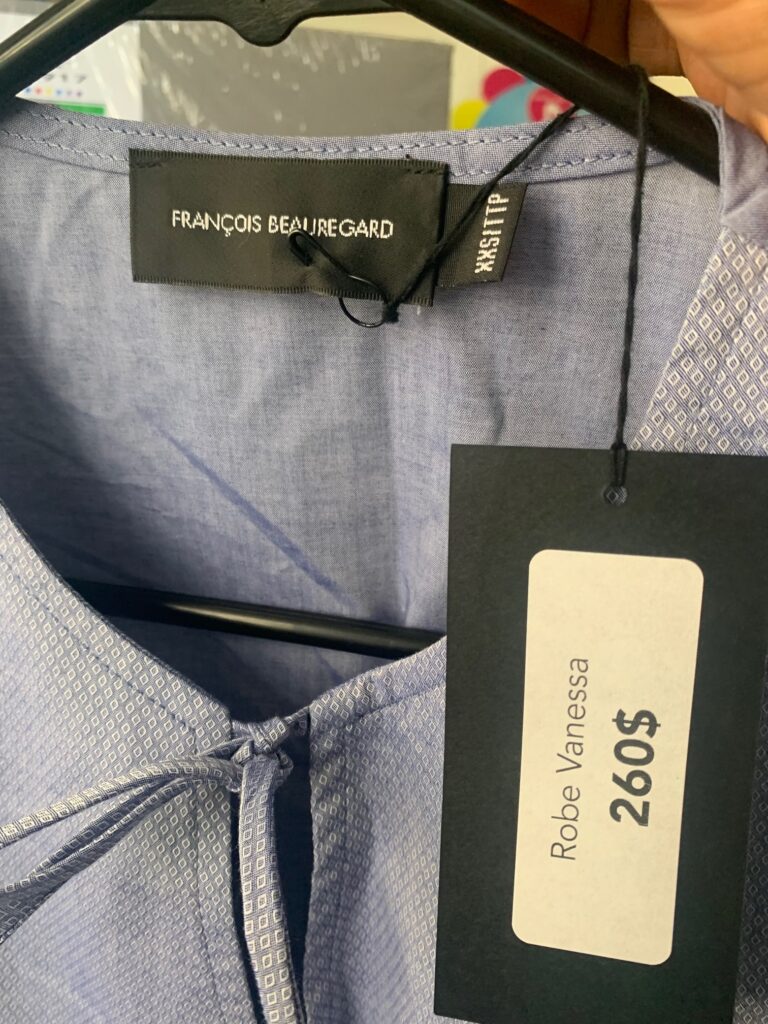 FRANÇOIS BEAUREGARD
XXS/TTP
Robe Vanessa
260$